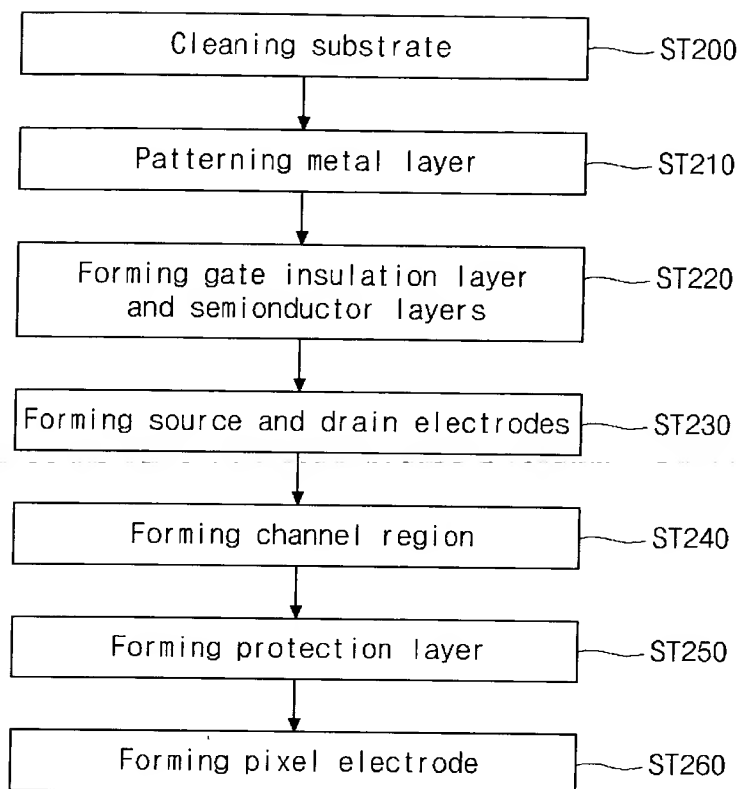 Cleaning substrate
ST200
Patterning metal layer
ST210
Forming gate insulation layer
and semionductor layers
ST220
Forming source and drain electrodes
ST230
Forming channel region
ST240
Forming protection layer
ST250
Forming pixel electrode
ST260